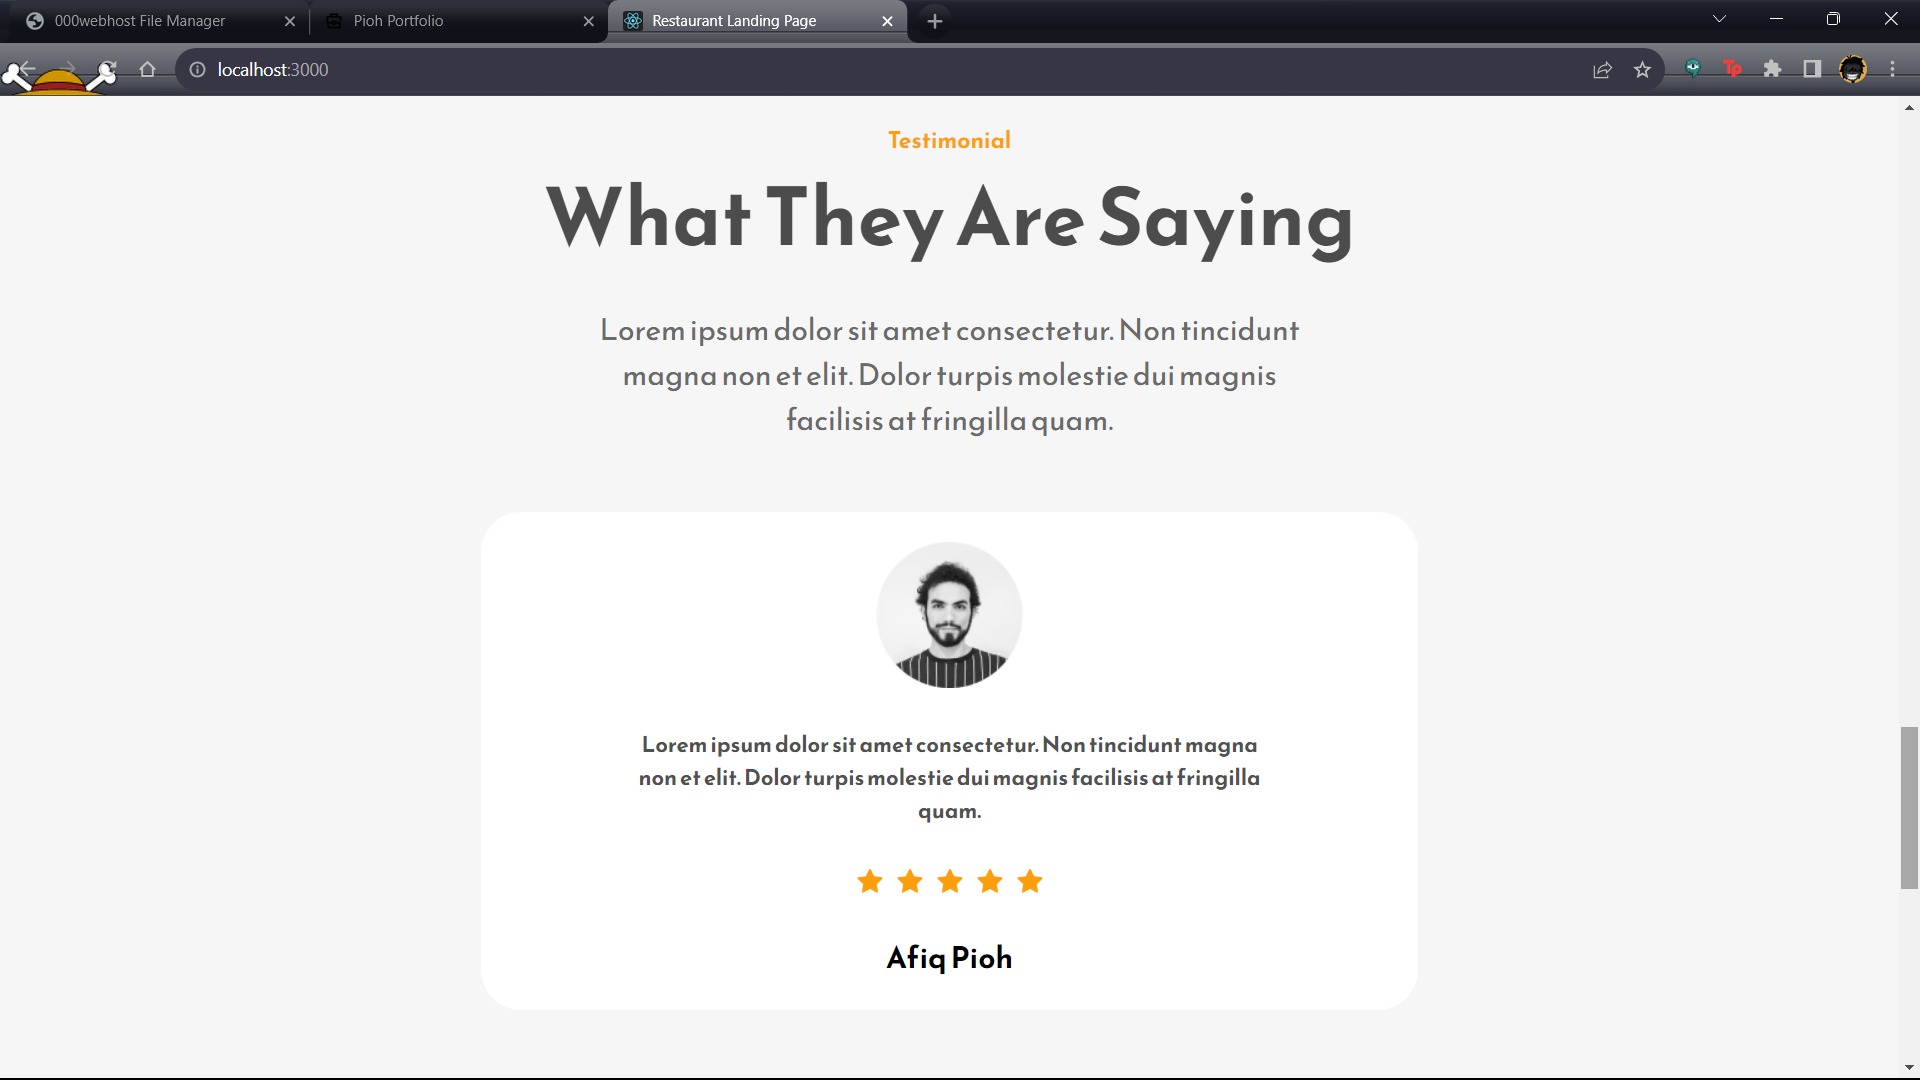 000webhost File Manager
Pioh Portfolio
Restaurant Landing Page
localhost:3000
Tp
Testimonial
What They Are Saying
Lorem ipsum dolor sit amet consectetur. Non tincidunt
magna non et elit. Dolor turpis molestie dui magnis
facilisis at fringilla quam.
Lorem ipsum dolor sit amet consectetur. Non tincidunt magna
non et elit. Dolor turpis molestie dui magnis facilisis at fringilla
quam.
Afiq Pioh